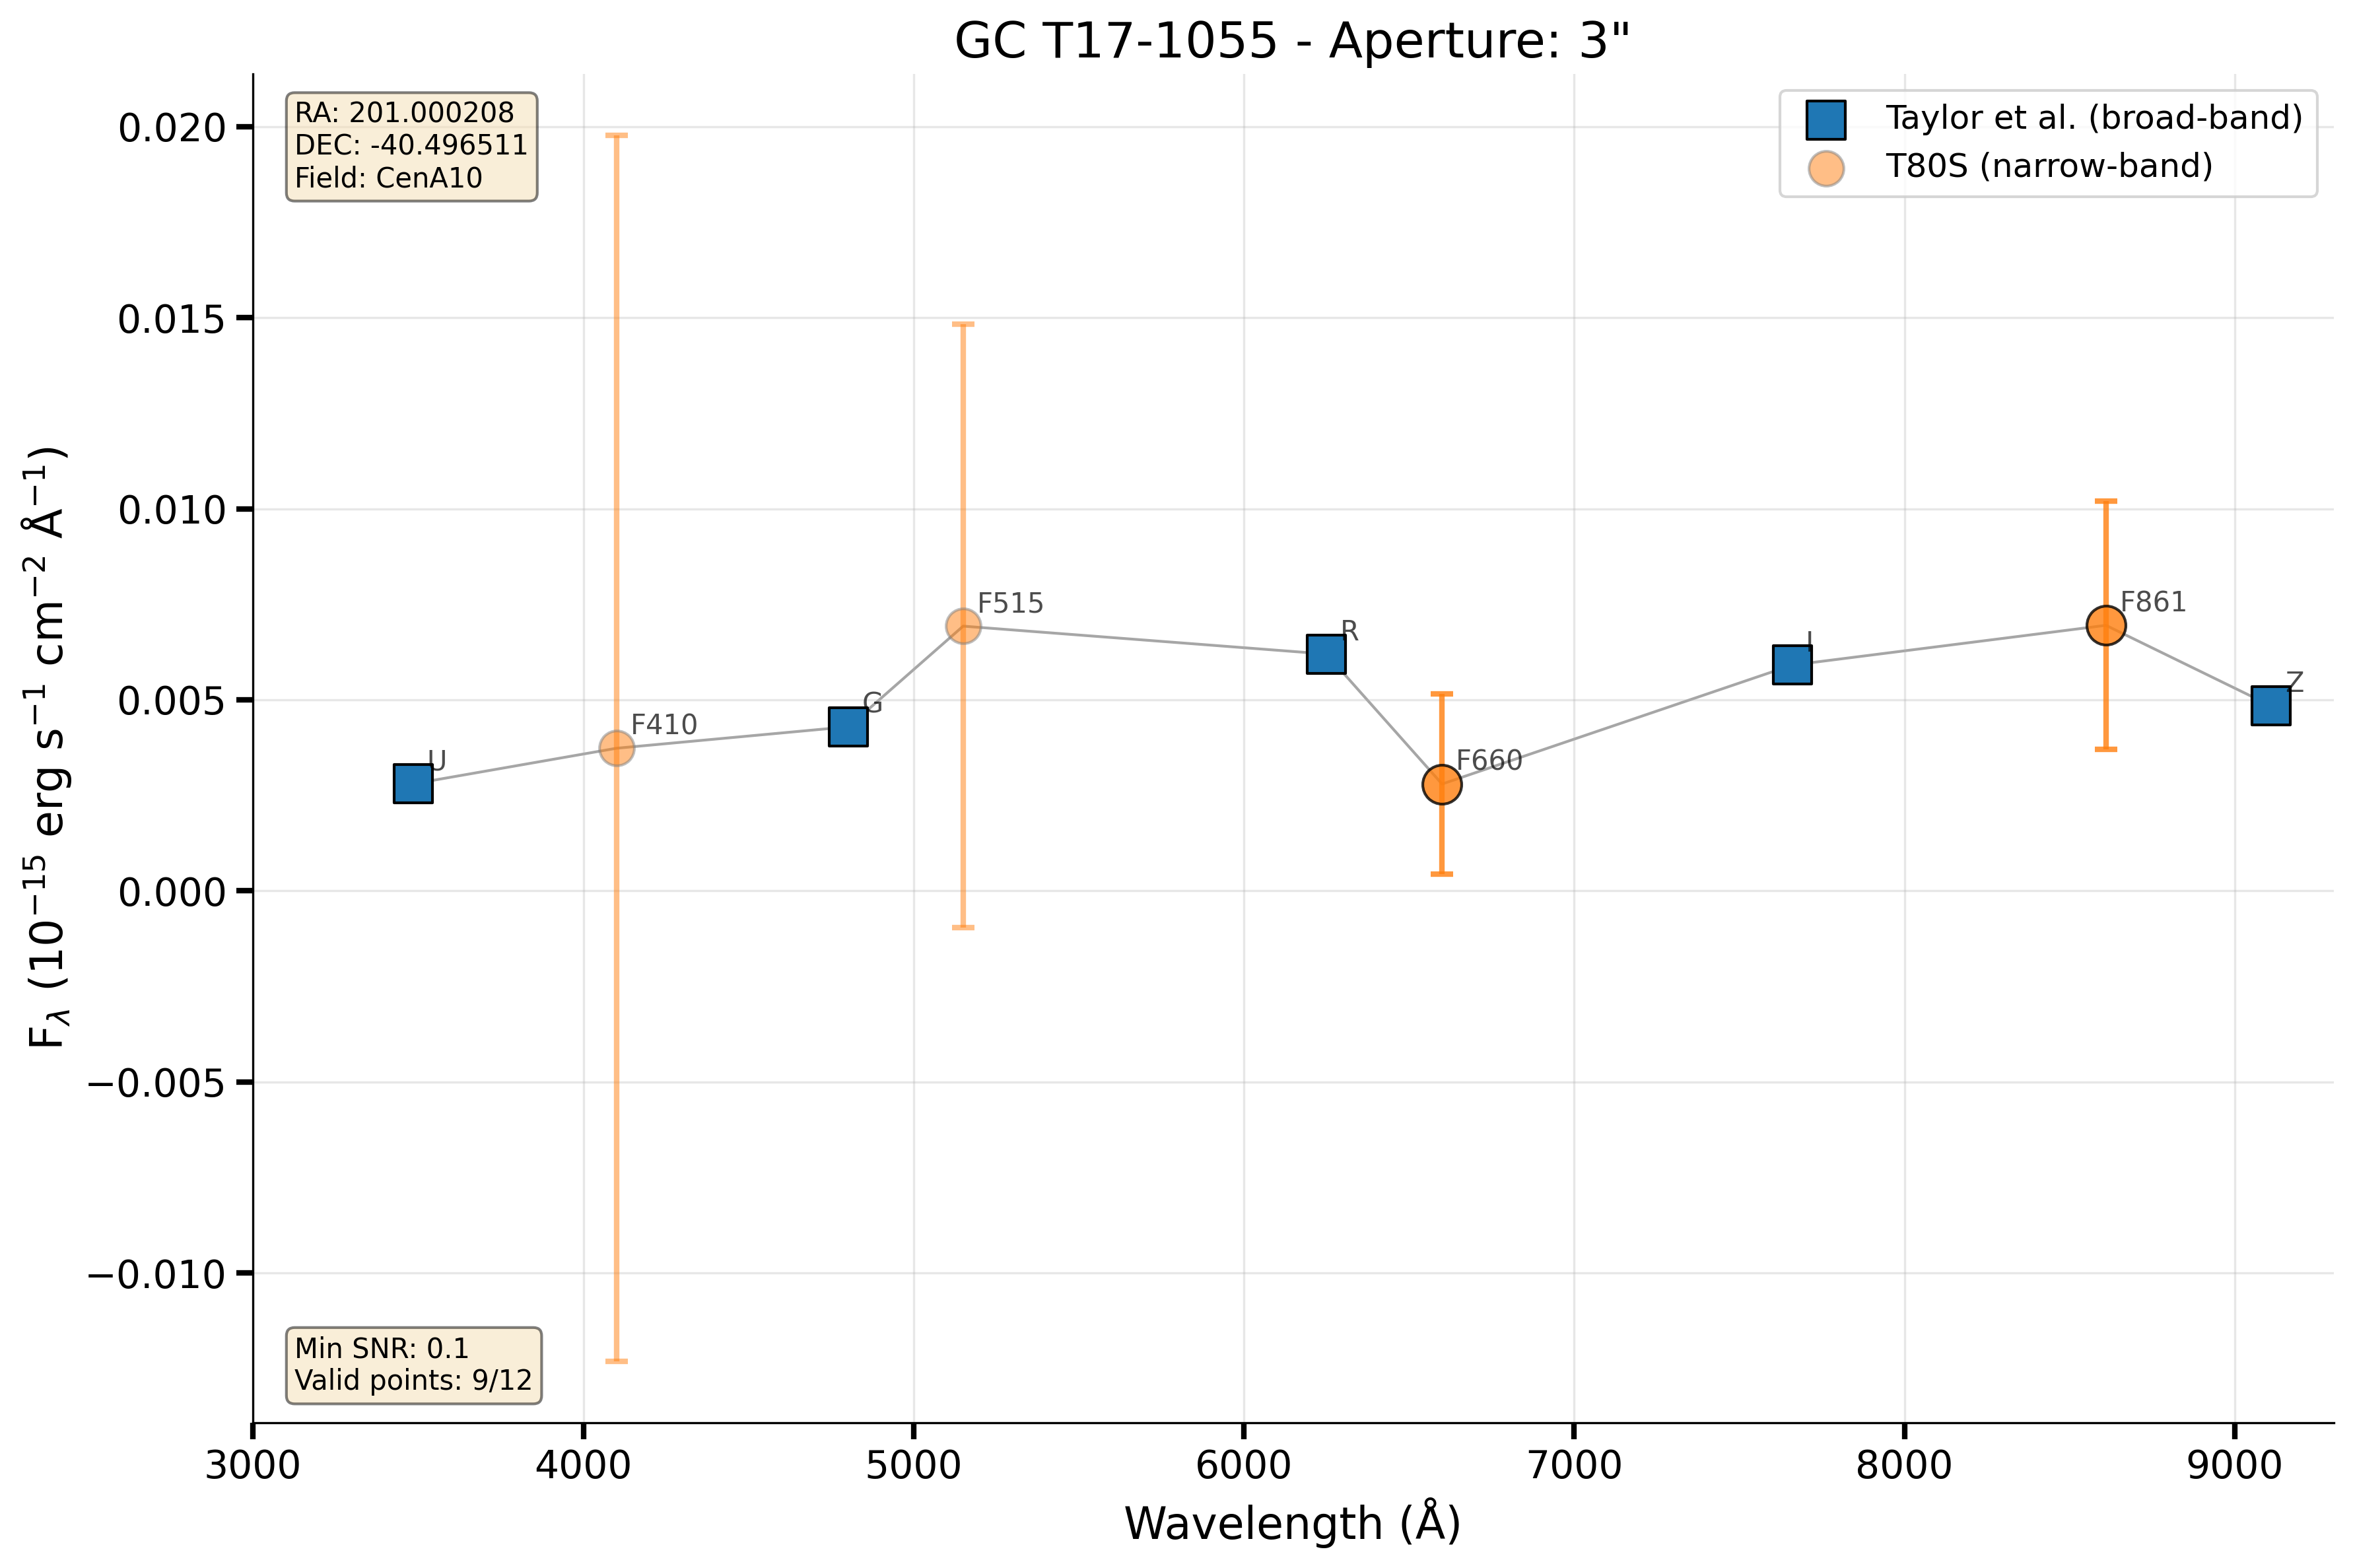 GC T17-1055 - Aperture: 3"
RA: 201.000208
DEC: -40.496511
Field: CenA10
Taylor et al. (broad-band)
T80S (narrow-band)
0.020
0.015
0.010
0.005
0.000
−0.005
−0.010
F_λ (10⁻¹⁵ erg s⁻¹ cm⁻² Å⁻¹)
U
F410
G
F515
R
F660
I
F861
Z
Min SNR: 0.1
Valid points: 9/12
3000 4000 5000 6000 7000 8000 9000
Wavelength (Å)